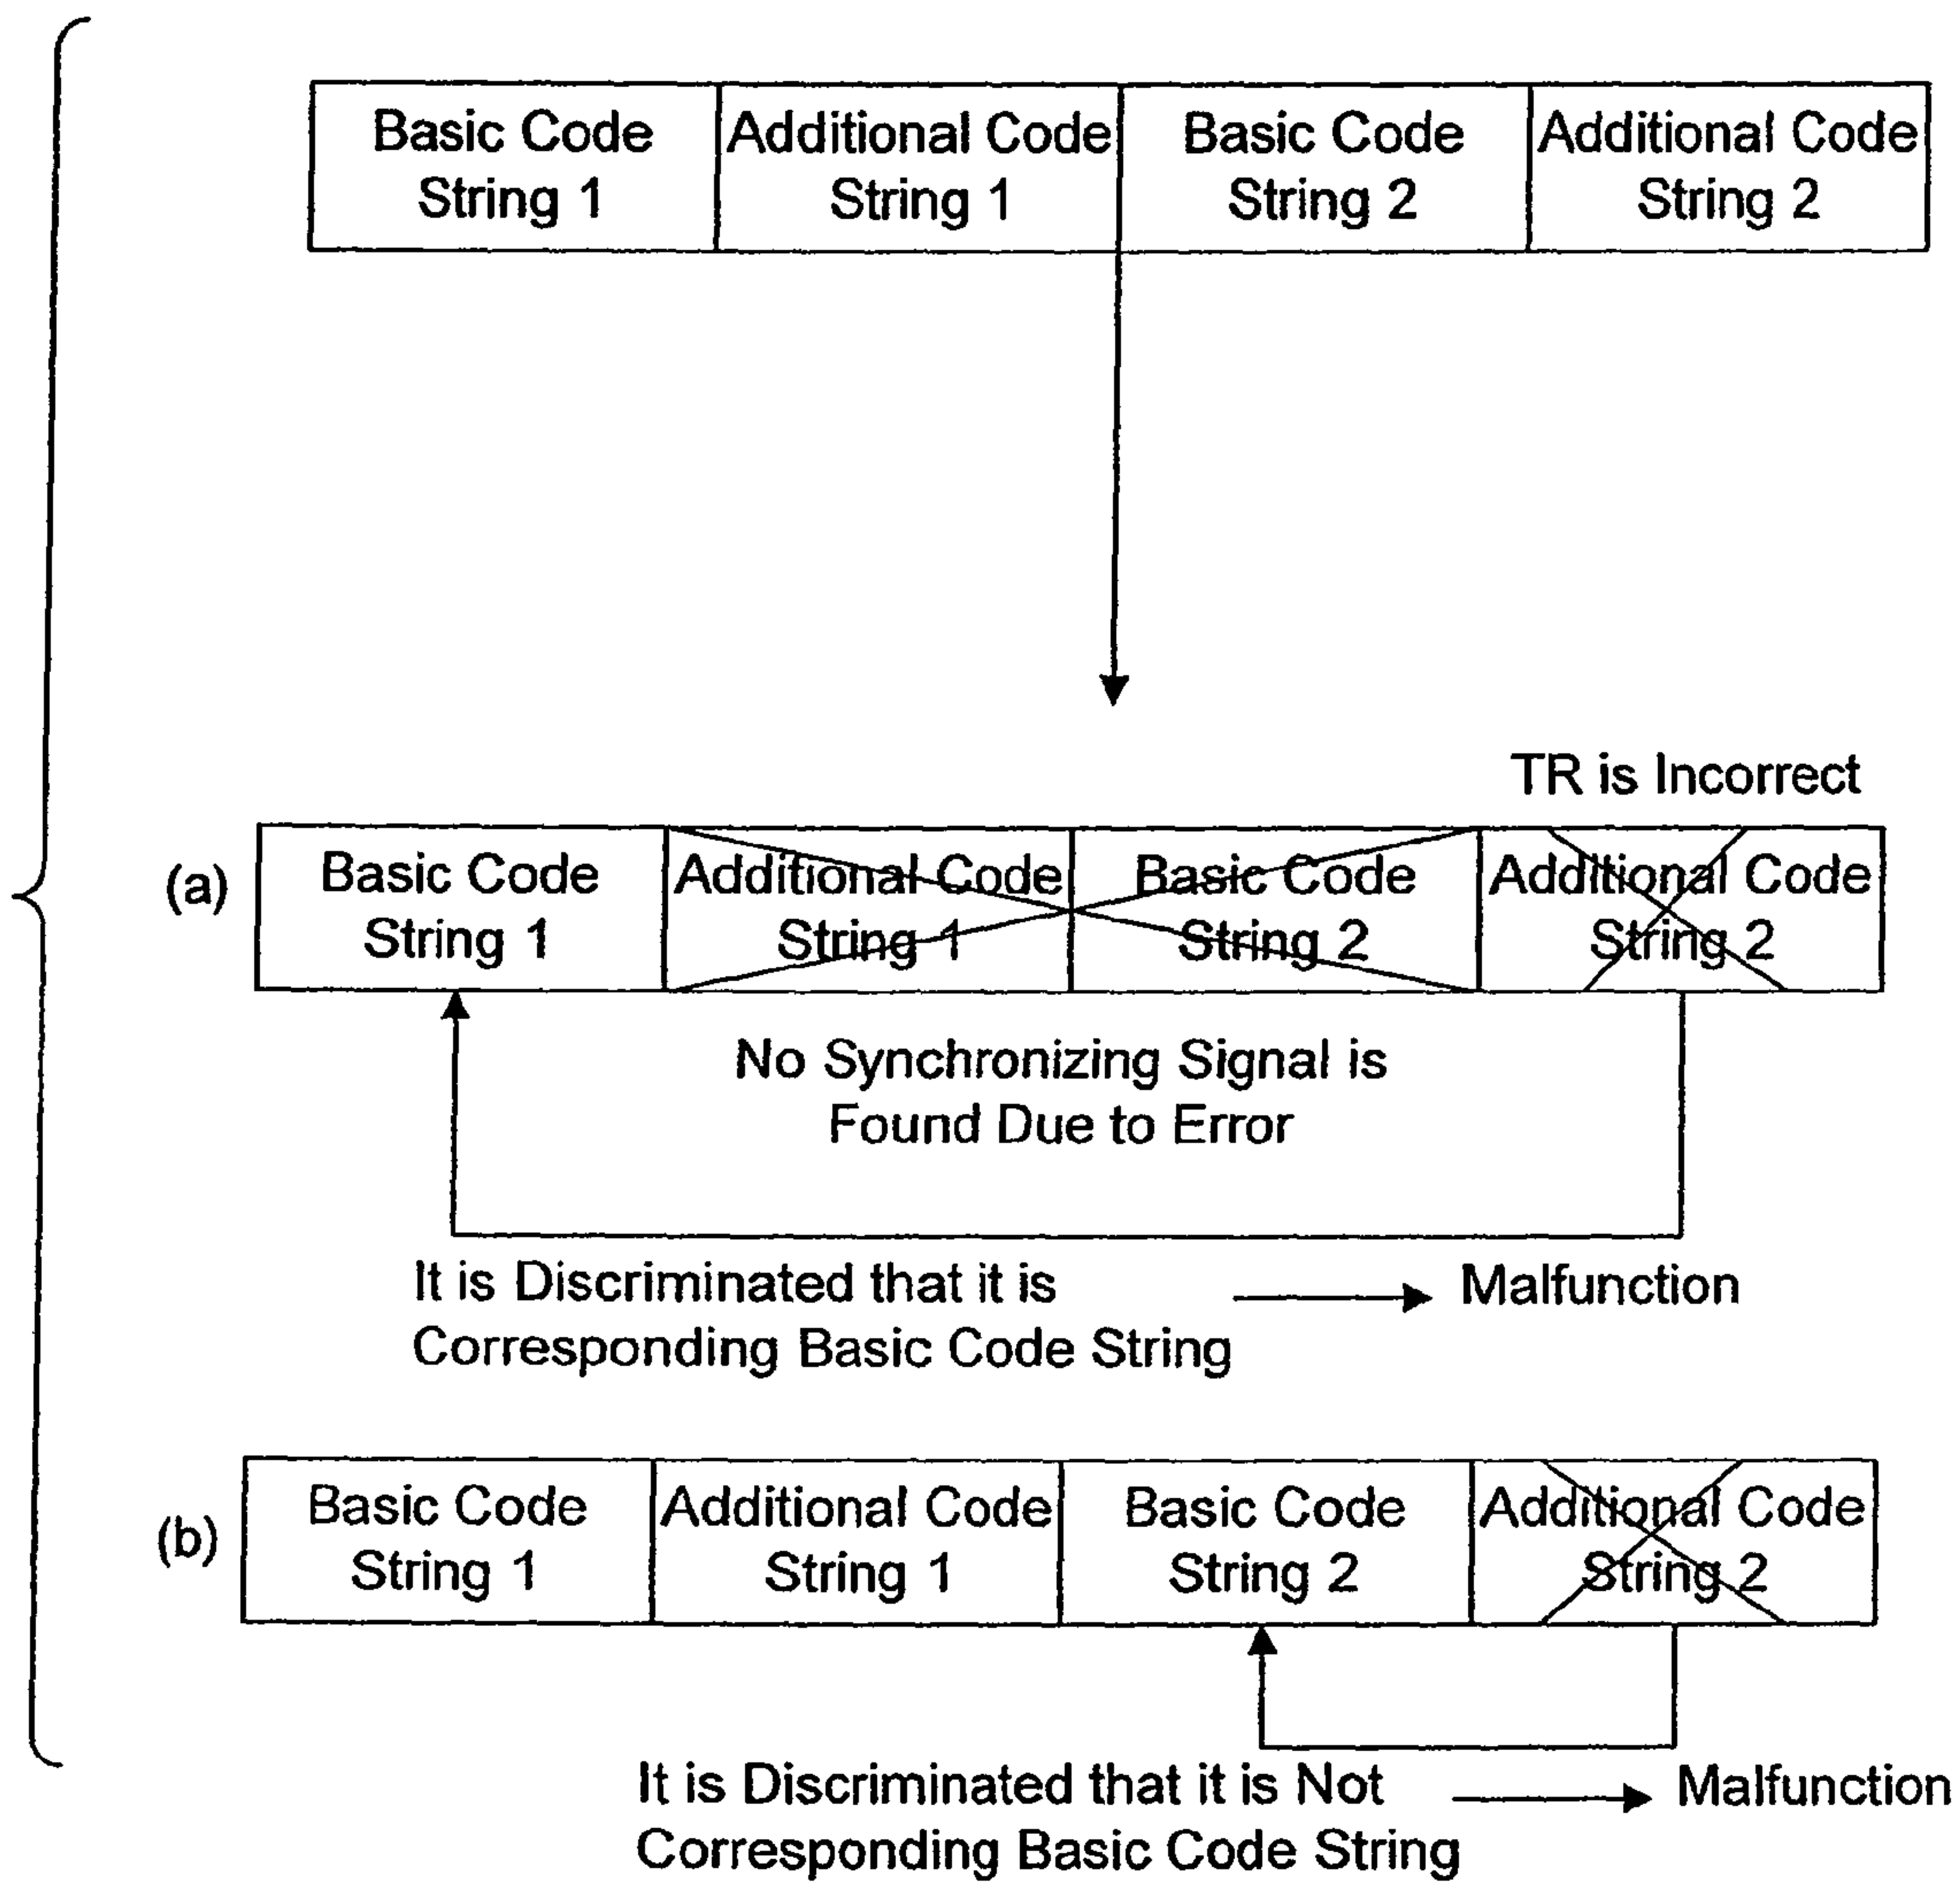 Basic Code String 1
Additional Code String 1
Basic Code String 2
Additional Code String 2
TR is Incorrect
(a)
Basic Code String 1
Additional Code String 1
Basic Code String 2
Additional Code String 2
No Synchronizing Signal is
Found Due to Error
It is Discriminated that it is
Corresponding Basic Code String
Malfunction
(b)
Basic Code String 1
Additional Code String 1
Basic Code String 2
Additional Code String 2
It is Discriminated that it is Not
Corresponding Basic Code String
Malfunction